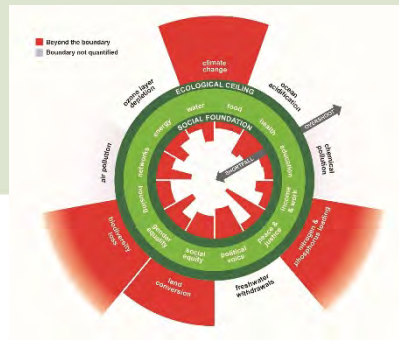 Beyond the boundary
Boundary not quantified
climate
change
ozone layer
depletion
ocean
acidification
ECOLOGICAL CEILING
water
food
energy
health
SOCIAL FOUNDATION
OVERSHOOT
SHORTFALL
air pollution
networks
education
chemical
pollution
housing
income
& work
gender
equality
peace &
justice
social
equity
political
voice
biodiversity
loss
nitrogen &
phosphorus loading
land
conversion
freshwater
withdrawals